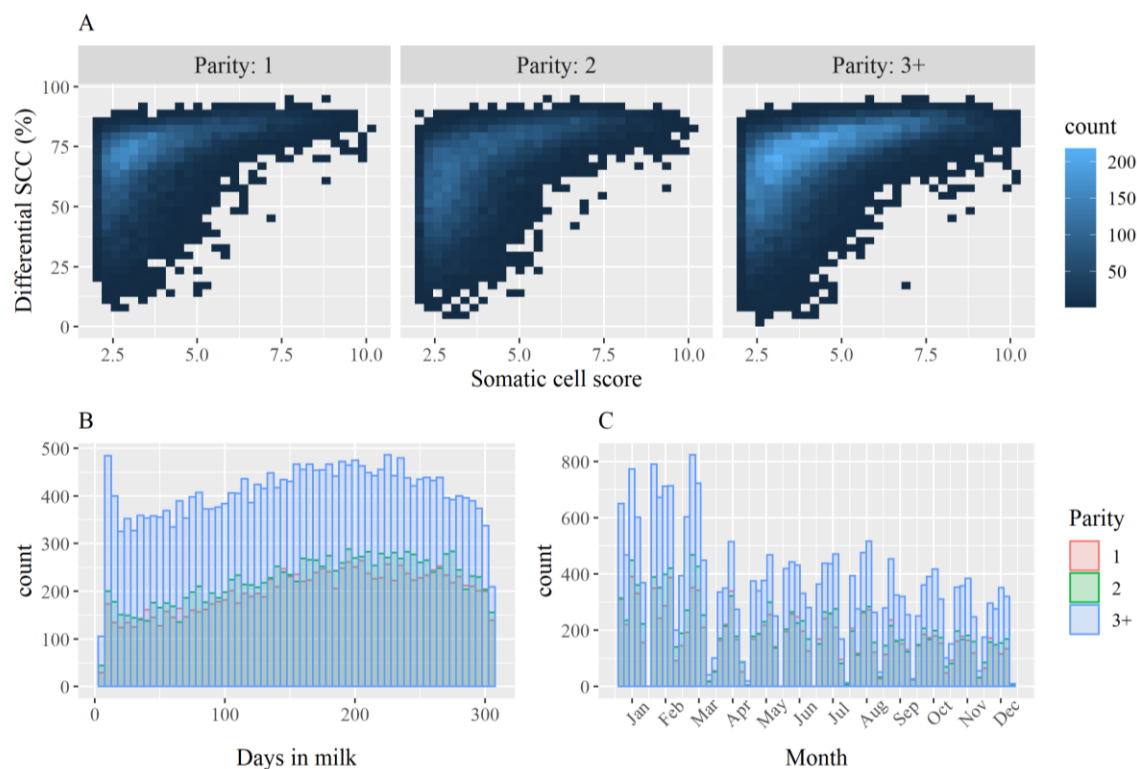 A
Parity: 1
Parity: 2
Parity: 3+
Differential SCC (%)
100
75
50
25
0
2.5 5.0 7.5 10.0
2.5 5.0 7.5 10.0
2.5 5.0 7.5 10.0
Somatic cell score
count
200
150
100
50
B
count
500
400
300
200
100
0
0 100 200 300
Days in milk
C
count
800
600
400
200
0
Jan Feb Mar Apr May Jun Jul Aug Sep Oct Nov Dec
Month
Parity
1
2
3+